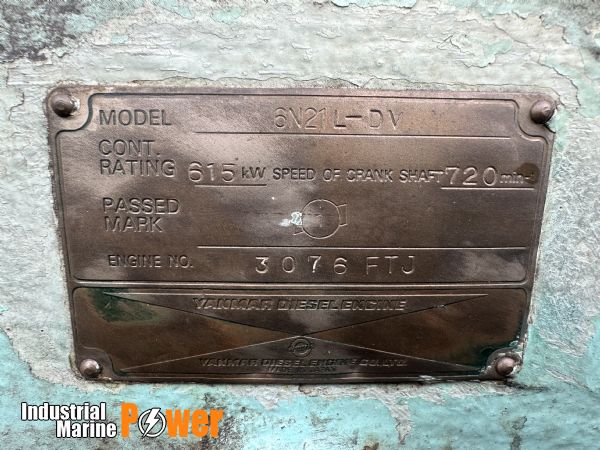 MODEL 6N21L-DV
CONT. RATING 615 kW SPEED OF CRANK SHAFT 720 min-1
PASSED MARK
ENGINE NO. 3076 FTJ
YANMAR DIESEL ENGINE
YANMAR DIESEL ENGINE CO., LTD.
Industrial Marine Power